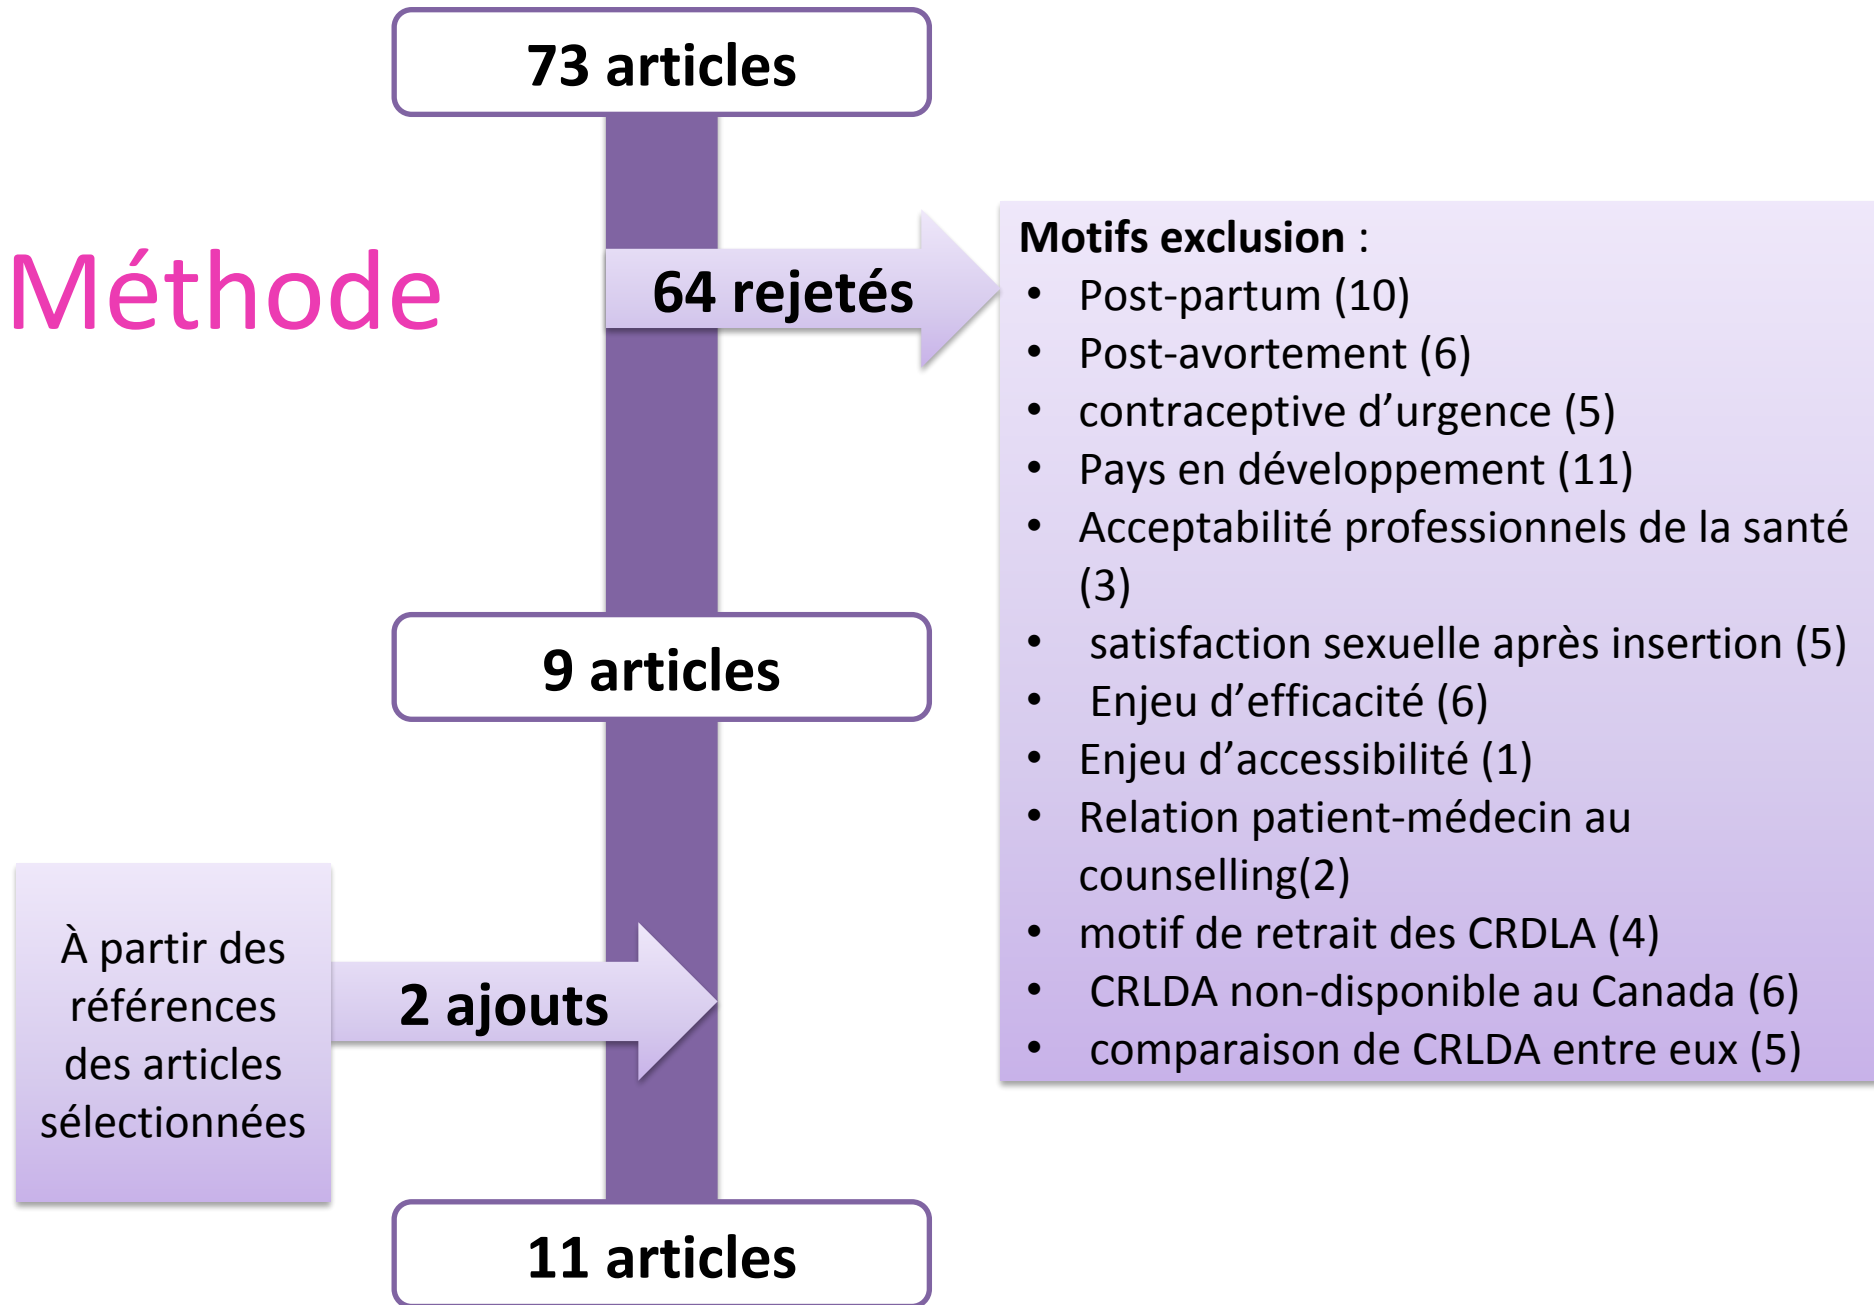 73 articles
Méthode
64 rejetés
Motifs exclusion :
• Post-partum (10)
• Post-avortement (6)
• contraceptive d’urgence (5)
• Pays en développement (11)
• Acceptabilité professionnels de la santé
(3)
• satisfaction sexuelle après insertion (5)
• Enjeu d’efficacité (6)
• Enjeu d’accessibilité (1)
• Relation patient-médecin au
counselling(2)
• motif de retrait des CRDLA (4)
• CRLDA non-disponible au Canada (6)
• comparaison de CRLDA entre eux (5)
9 articles
À partir des
références
des articles
sélectionnées
2 ajouts
11 articles